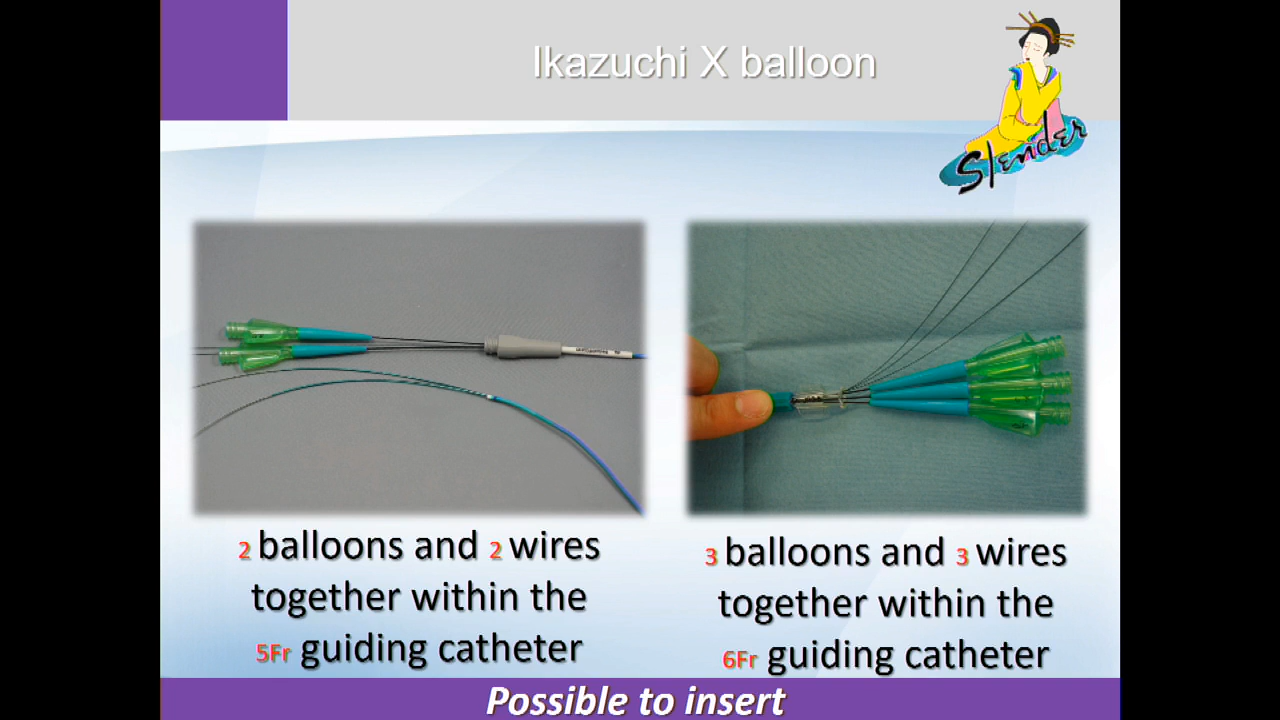 Ikazuchi X balloon
Slender
2 balloons and 2 wires
together within the
5Fr guiding catheter
3 balloons and 3 wires
together within the
6Fr guiding catheter
Possible to insert